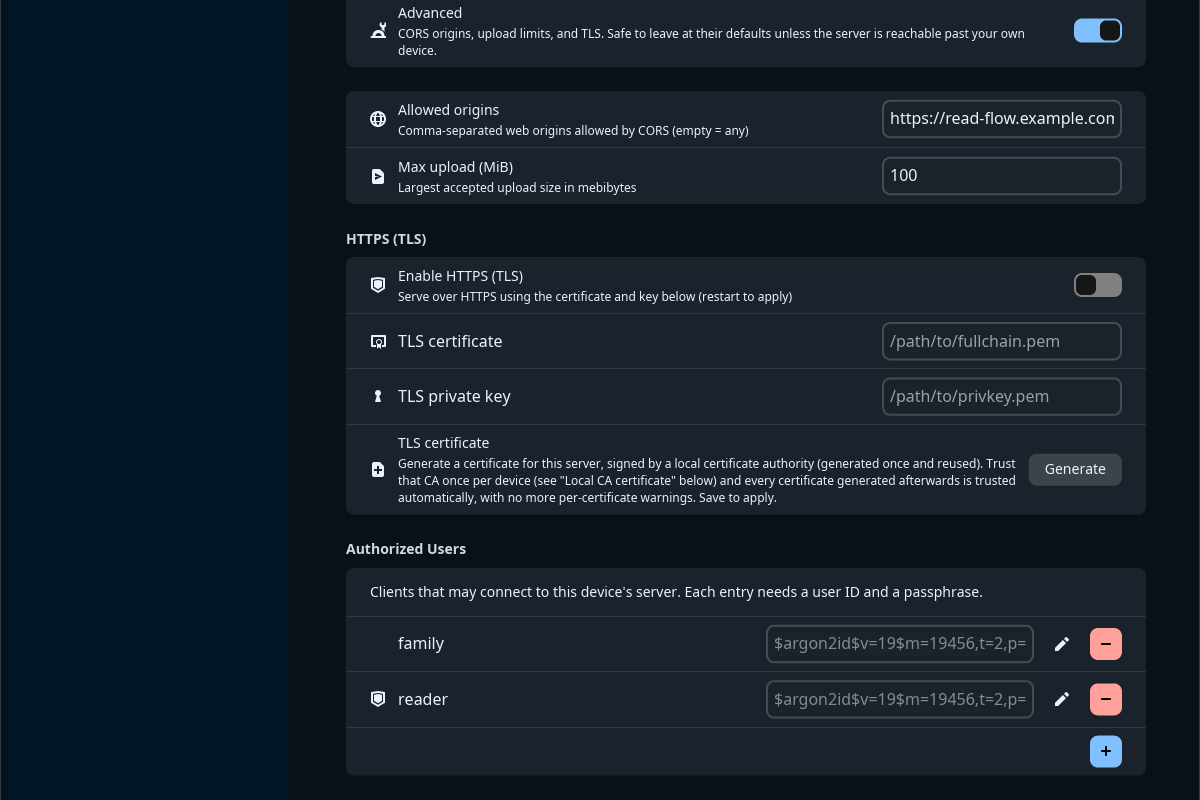 Advanced
CORS origins, upload limits, and TLS. Safe to leave at their defaults unless the server is reachable past your own
device.
Allowed origins
Comma-separated web origins allowed by CORS (empty = any)
https://read-flow.example.con
Max upload (MiB)
Largest accepted upload size in mebibytes
100
HTTPS (TLS)
Enable HTTPS (TLS)
Serve over HTTPS using the certificate and key below (restart to apply)
TLS certificate
/path/to/fullchain.pem
TLS private key
/path/to/privkey.pem
TLS certificate
Generate a certificate for this server, signed by a local certificate authority (generated once and reused). Trust
that CA once per device (see "Local CA certificate" below) and every certificate generated afterwards is trusted
automatically, with no more per-certificate warnings. Save to apply.
Generate
Authorized Users
Clients that may connect to this device's server. Each entry needs a user ID and a passphrase.
family
$argon2id$v=19$m=19456,t=2,p=
reader
$argon2id$v=19$m=19456,t=2,p=